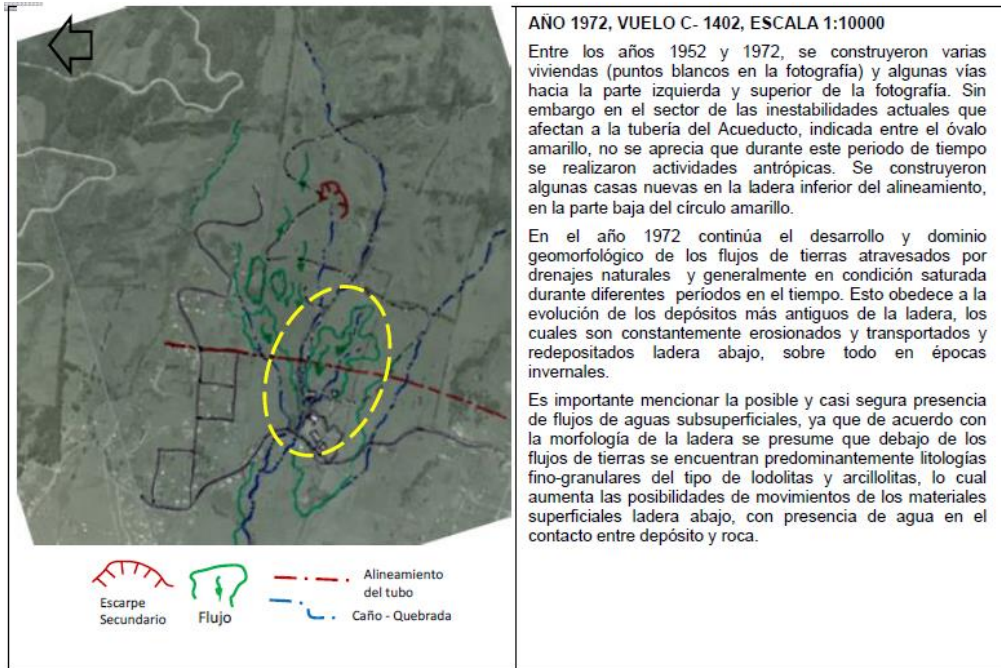 AÑO 1972, VUELO C- 1402, ESCALA 1:10000
Entre los años 1952 y 1972, se construyeron varias
viviendas (puntos blancos en la fotografía) y algunas vías
hacia la parte izquierda y superior de la fotografía. Sin
embargo en el sector de las inestabilidades actuales que
afectan a la tubería del Acueducto, indicada entre el óvalo
amarillo, no se aprecia que durante este periodo de tiempo
se realizaron actividades antrópicas. Se construyeron
algunas casas nuevas en la ladera inferior del alineamiento,
en la parte baja del círculo amarillo.
En el año 1972 continúa el desarrollo y dominio
geomorfológico de los flujos de tierras atravesados por
drenajes naturales y generalmente en condición saturada
durante diferentes períodos en el tiempo. Esto obedece a la
evolución de los depósitos más antiguos de la ladera, los
cuales son constantemente erosionados y transportados y
redepositados ladera abajo, sobre todo en épocas
invernales.
Es importante mencionar la posible y casi segura presencia
de flujos de aguas subsuperficiales, ya que de acuerdo con
la morfología de la ladera se presume que debajo de los
flujos de tierras se encuentran predominantemente litologías
fino-granulares del tipo de lodolitas y arcillolitas, lo cual
aumenta las posibilidades de movimientos de los materiales
superficiales ladera abajo, con presencia de agua en el
contacto entre depósito y roca.
Escarpe
Secundario
Flujo
Alineamiento
del tubo
Caño - Quebrada